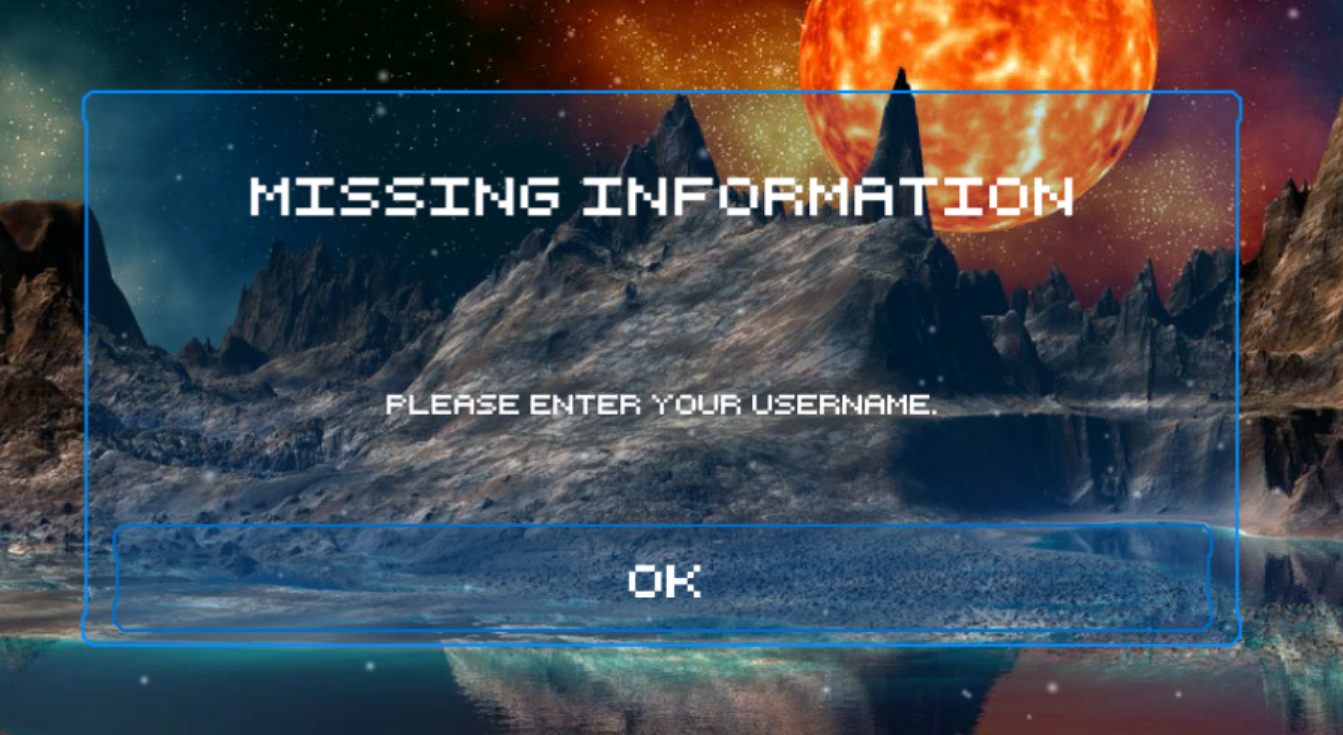 MISSING INFORMATION
PLEASE ENTER YOUR USERNAME.
OK